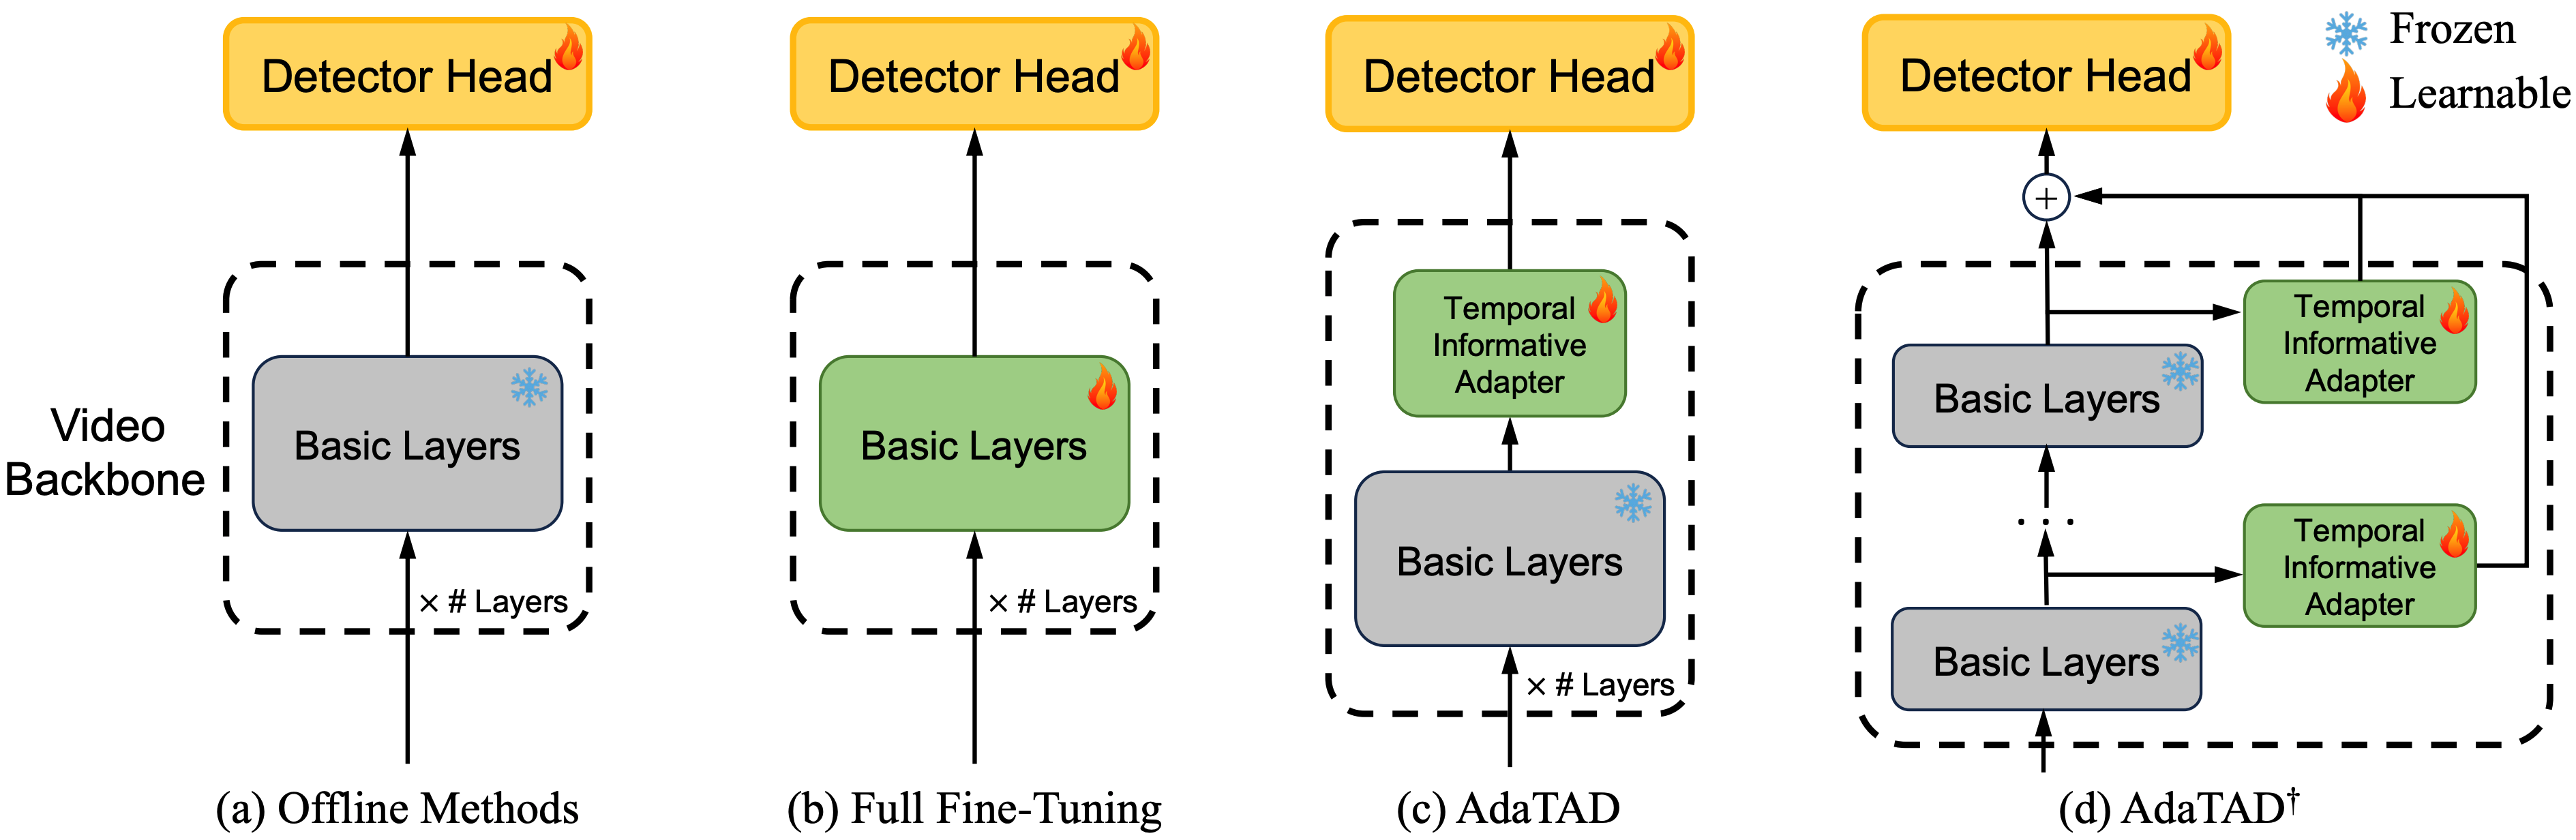 Detector Head
Detector Head
Detector Head
Detector Head
Frozen
Learnable
Video
Backbone
Basic Layers
× # Layers
Basic Layers
× # Layers
Temporal
Informative
Adapter
Basic Layers
× # Layers
+
Temporal
Informative
Adapter
Basic Layers
...
Temporal
Informative
Adapter
Basic Layers
(a) Offline Methods
(b) Full Fine-Tuning
(c) AdaTAD
(d) AdaTAD†